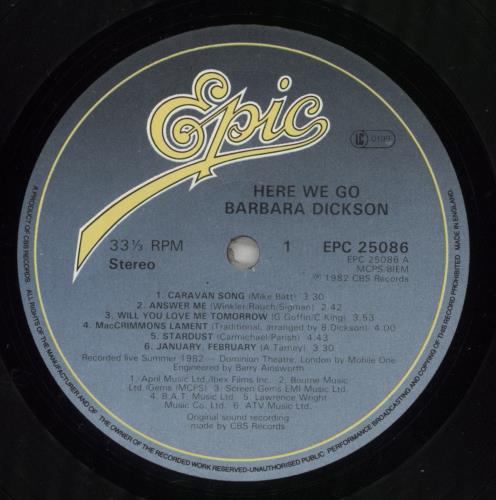 Epic
LC 0199
HERE WE GO
BARBARA DICKSON
33⅓ RPM
Stereo
1
EPC 25086
EPC 25086 A
MCPS/BIEM
℗ 1982 CBS Records
1. CARAVAN SONG (Mike Batt) 3.30
2. ANSWER ME (Winkler/Rauch/Sigman) 2.42
3. WILL YOU LOVE ME TOMORROW (G.Goffin/C.King) 3.53
4. MacCRIMMONS LAMENT (Traditional, arranged by B.Dickson) 4.00
5. STARDUST (Carmichael/Parish) 4.53
6. JANUARY, FEBRUARY (A.Tarney) 3.30
Recorded live Summer 1982 — Dominion Theatre, London by Mobile One
Engineered by Barry Ainsworth
1. April Music Ltd./Ibex Films Inc. 2. Bourne Music
Ltd./Gems (MCPS) 3. Screen Gems EMI Music Ltd.
4. B.A.T. Music Ltd 5. Lawrence Wright
Music Co. Ltd 6. ATV Music Ltd.
Original sound recording
made by CBS Records
A PRODUCT OF CBS RECORDS. ALL RIGHTS OF THE MANUFACTURER AND OF THE OWNER OF THE RECORDED WORK RESERVED-UNAUTHORISED PUBLIC PERFORMANCE BROADCASTING AND COPYING OF THIS RECORD PROHIBITED MADE IN ENGLAND.